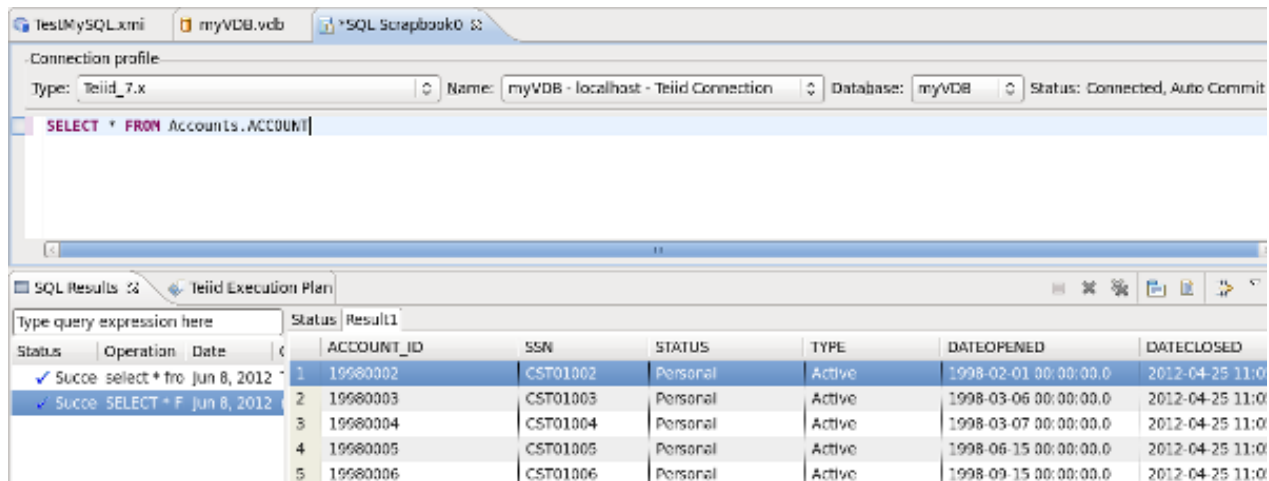 TestMySQL.xmi myVDB.vdb *SQL Scrapbook0
Connection profile
Type: Teiid_7.x Name: myVDB - localhost - Teiid Connection Database: myVDB Status: Connected, Auto Commit
SELECT * FROM Accounts.ACCOUNT
SQL Results Teiid Execution Plan
Type query expression here Status Result1
Status Operation Date ACCOUNT_ID SSN STATUS TYPE DATEOPENED DATECLOSED
Succe select * fro Jun 8, 2012 1 19980002 CST01002 Personal Active 1998-02-01 00:00:00.0 2012-04-25 11:0
Succe SELECT * F Jun 8, 2012 2 19980003 CST01003 Personal Active 1998-03-06 00:00:00.0 2012-04-25 11:0
3 19980004 CST01004 Personal Active 1998-03-07 00:00:00.0 2012-04-25 11:0
4 19980005 CST01005 Personal Active 1998-06-15 00:00:00.0 2012-04-25 11:0
5 19980006 CST01006 Personal Active 1998-09-15 00:00:00.0 2012-04-25 11:0